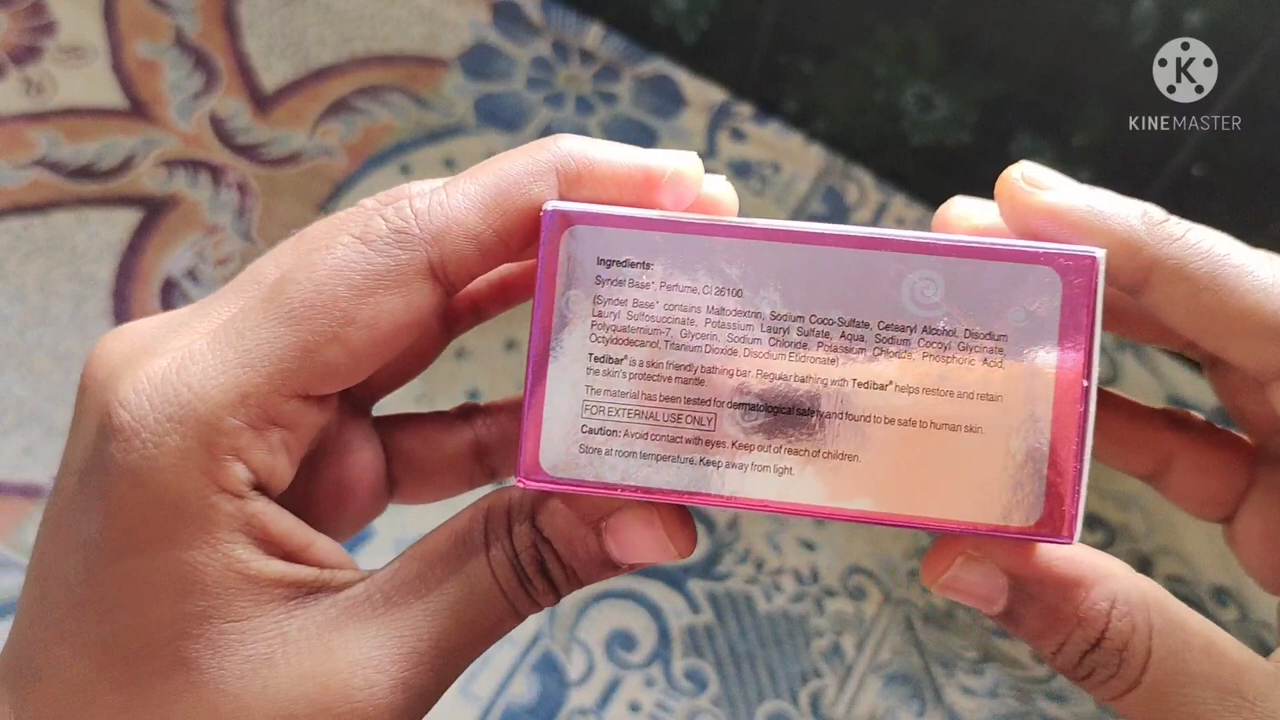 K
KINEMASTER
Ingredients:
Syndet Base*, Perfume, CI 26100.
(Syndet Base* contains Maltodextrin, Sodium Coco-Sulfate, Cetearyl Alcohol, Disodium
Lauryl Sulfosuccinate, Potassium Lauryl Sulfate, Aqua, Sodium Cocoyl Glycinate,
Polyquaternium-7, Glycerin, Sodium Chloride, Potassium Chloride, Phosphoric Acid,
Octyldodecanol, Titanium Dioxide, Disodium Etidronate)
Tedibar® is a skin friendly bathing bar. Regular bathing with Tedibar® helps restore and retain
the skin's protective mantle.
The material has been tested for dermatological safety and found to be safe to human skin.
FOR EXTERNAL USE ONLY
Caution: Avoid contact with eyes. Keep out of reach of children.
Store at room temperature. Keep away from light.